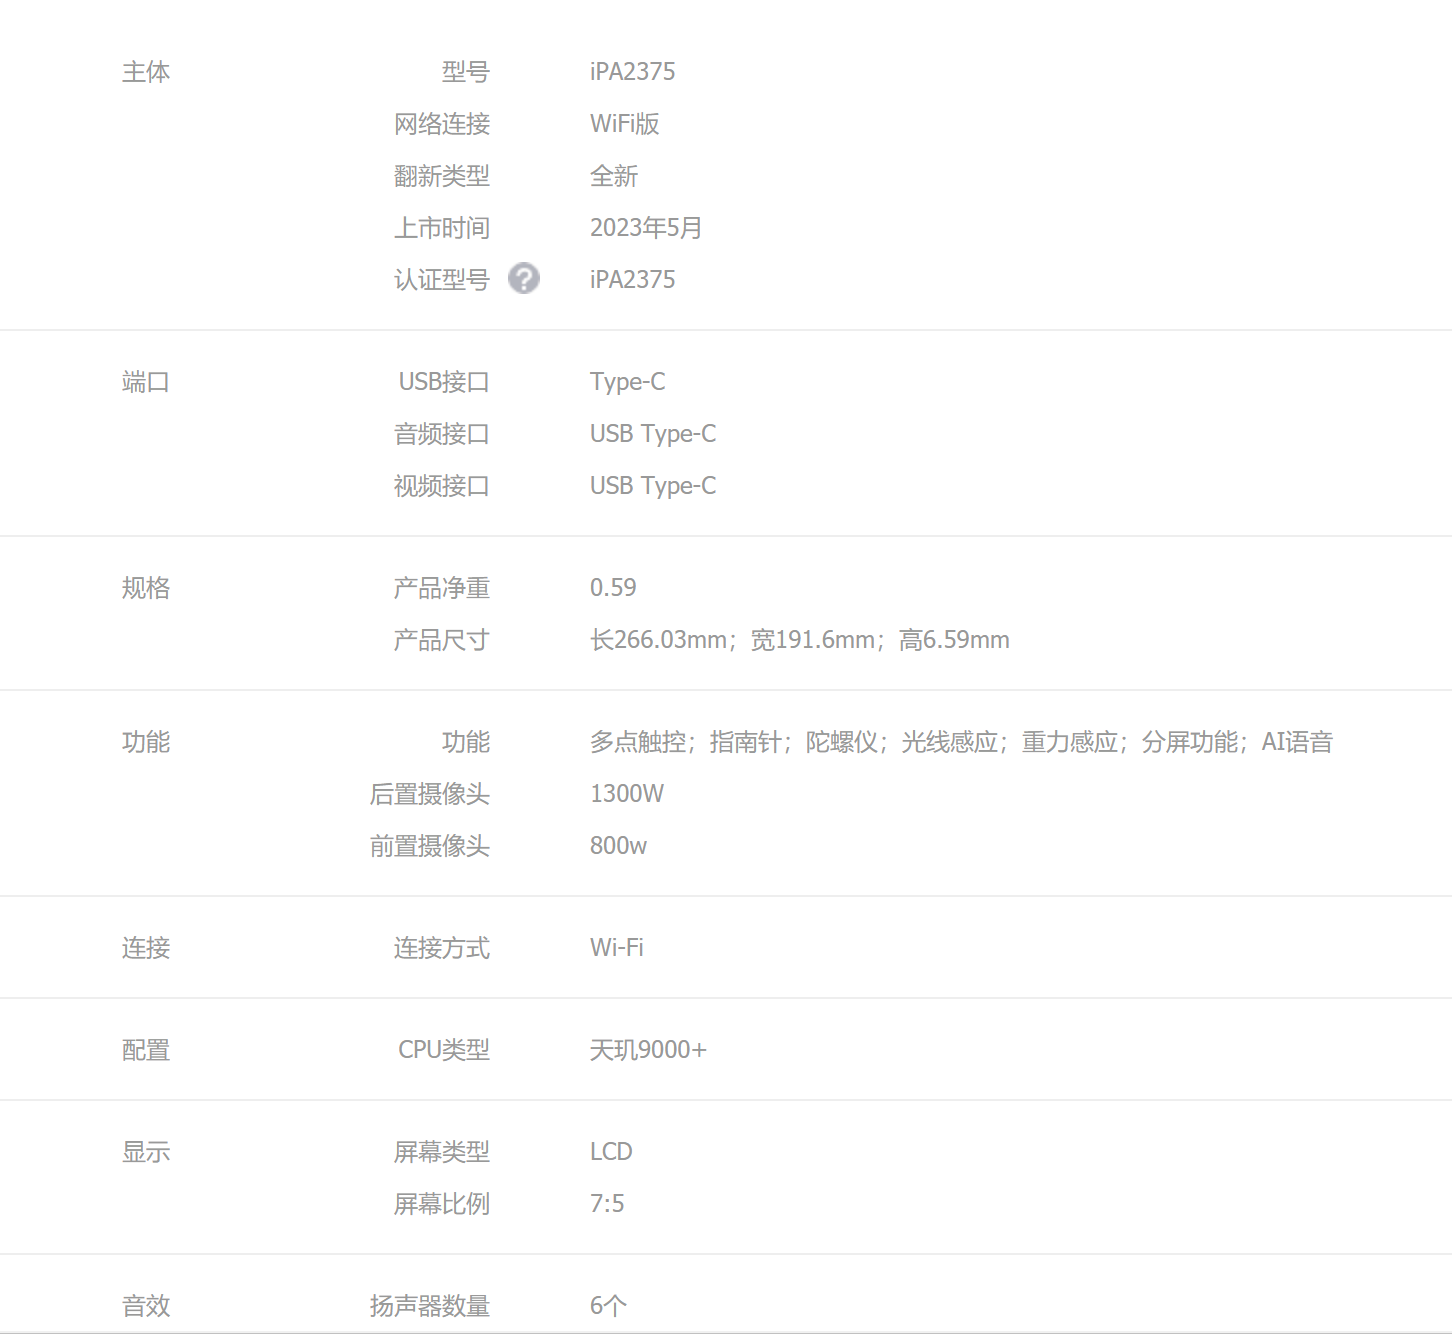 主体 型号 iPA2375
网络连接 WiFi版
翻新类型 全新
上市时间 2023年5月
认证型号 ? iPA2375
端口 USB接口 Type-C
音频接口 USB Type-C
视频接口 USB Type-C
规格 产品净重 0.59
产品尺寸 长266.03mm；宽191.6mm；高6.59mm
功能 功能 多点触控；指南针；陀螺仪；光线感应；重力感应；分屏功能；AI语音
后置摄像头 1300W
前置摄像头 800w
连接 连接方式 Wi-Fi
配置 CPU类型 天玑9000+
显示 屏幕类型 LCD
屏幕比例 7:5
音效 扬声器数量 6个